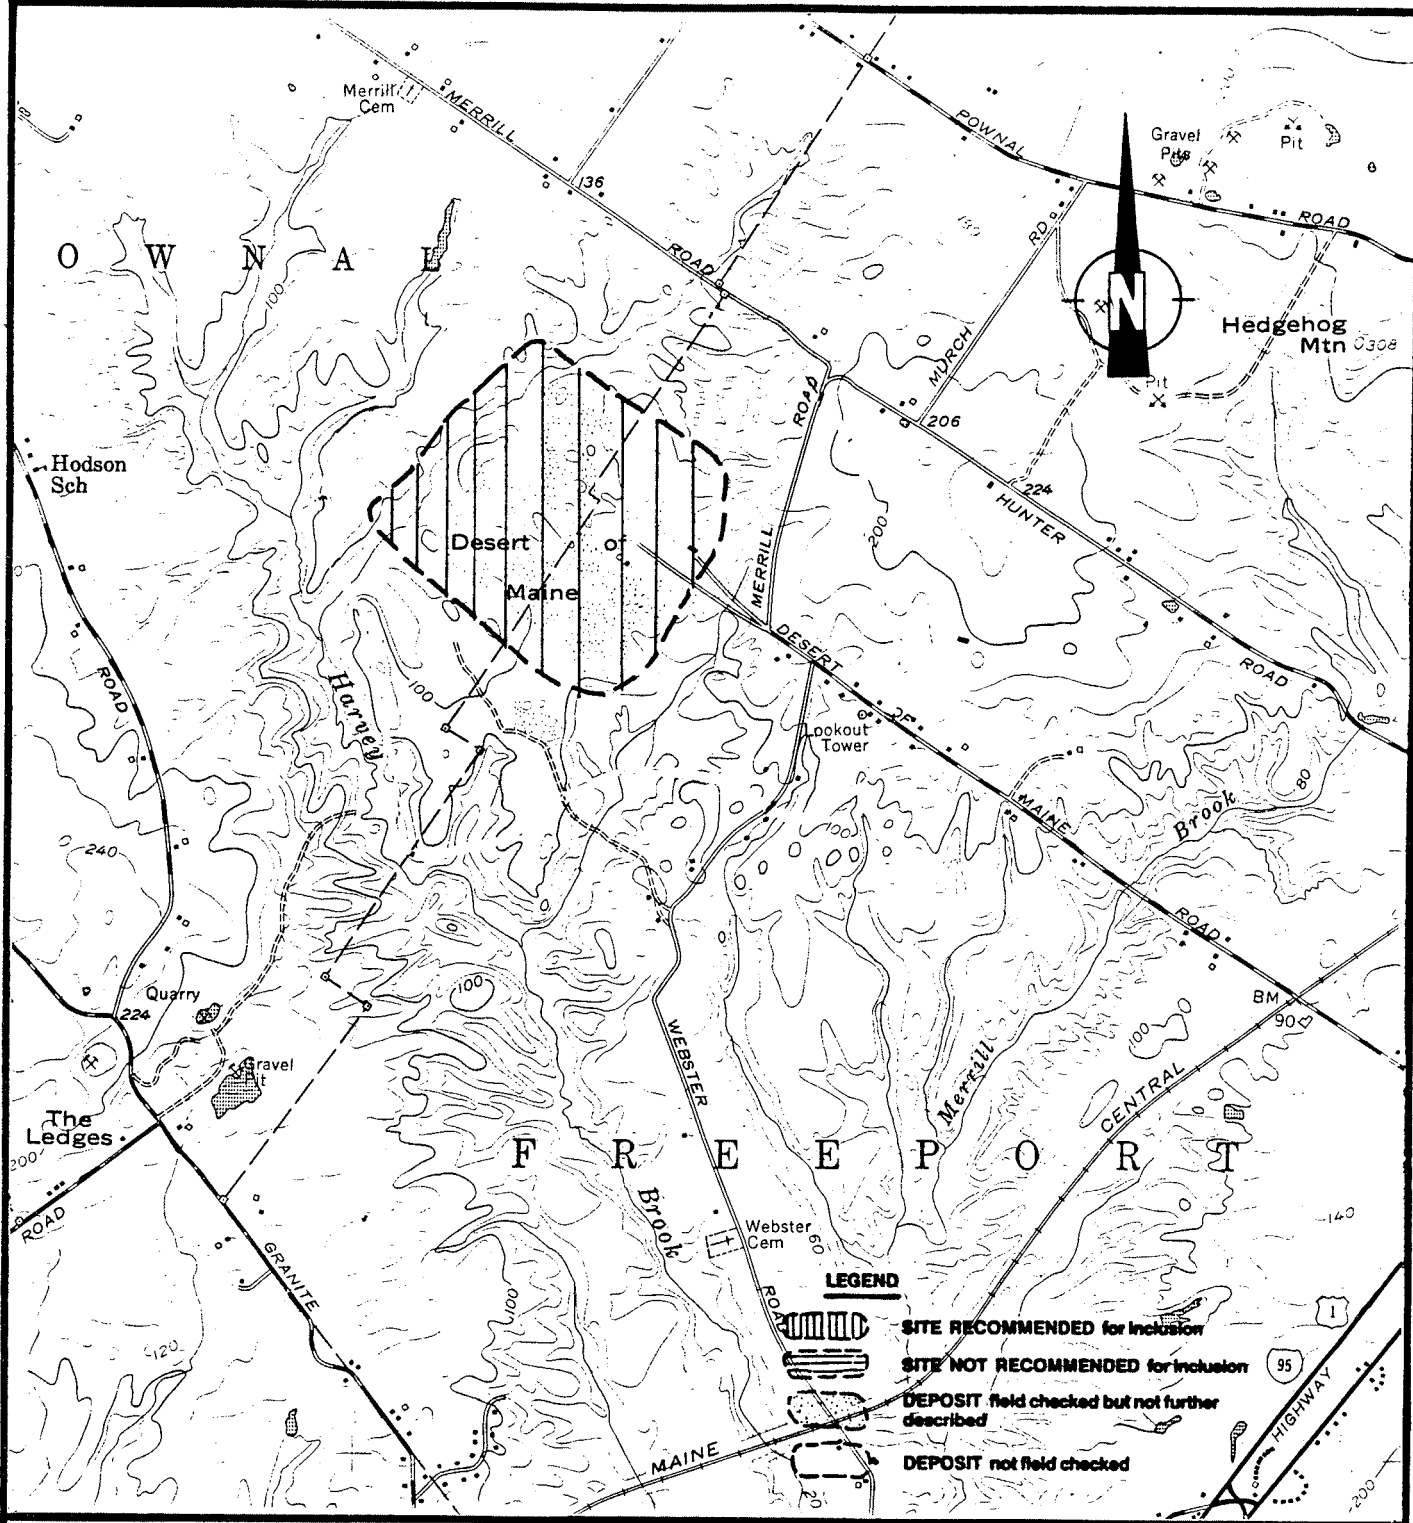 Merrill
Cem
MERRILL
136
ROAD
POWNAL
ROAD
Gravel
Pits
Pit
RD
MURCH
N
Hedgehog
Mtn
308
Pit
O W N A L
100
Hodson
Sch
ROAD
MERRILL
206
224
HUNTER
ROAD
200
Desert of
Maine
DESERT
OF
MAINE
ROAD
Lookout
Tower
Harvey
100
100
Brook
80
240
Quarry
224
100
Gravel
Pit
The
Ledges
200
ROAD
WEBSTER
ROAD
Merrill
100
BM
90
CENTRAL
F R E E P O R T
Brook
Webster
Cem
60
140
GRANITE
100
120
MAINE
20
LEGEND
SITE RECOMMENDED for inclusion
SITE NOT RECOMMENDED for inclusion
DEPOSIT field checked but not further
described
DEPOSIT not field checked
1
95
HIGHWAY
200